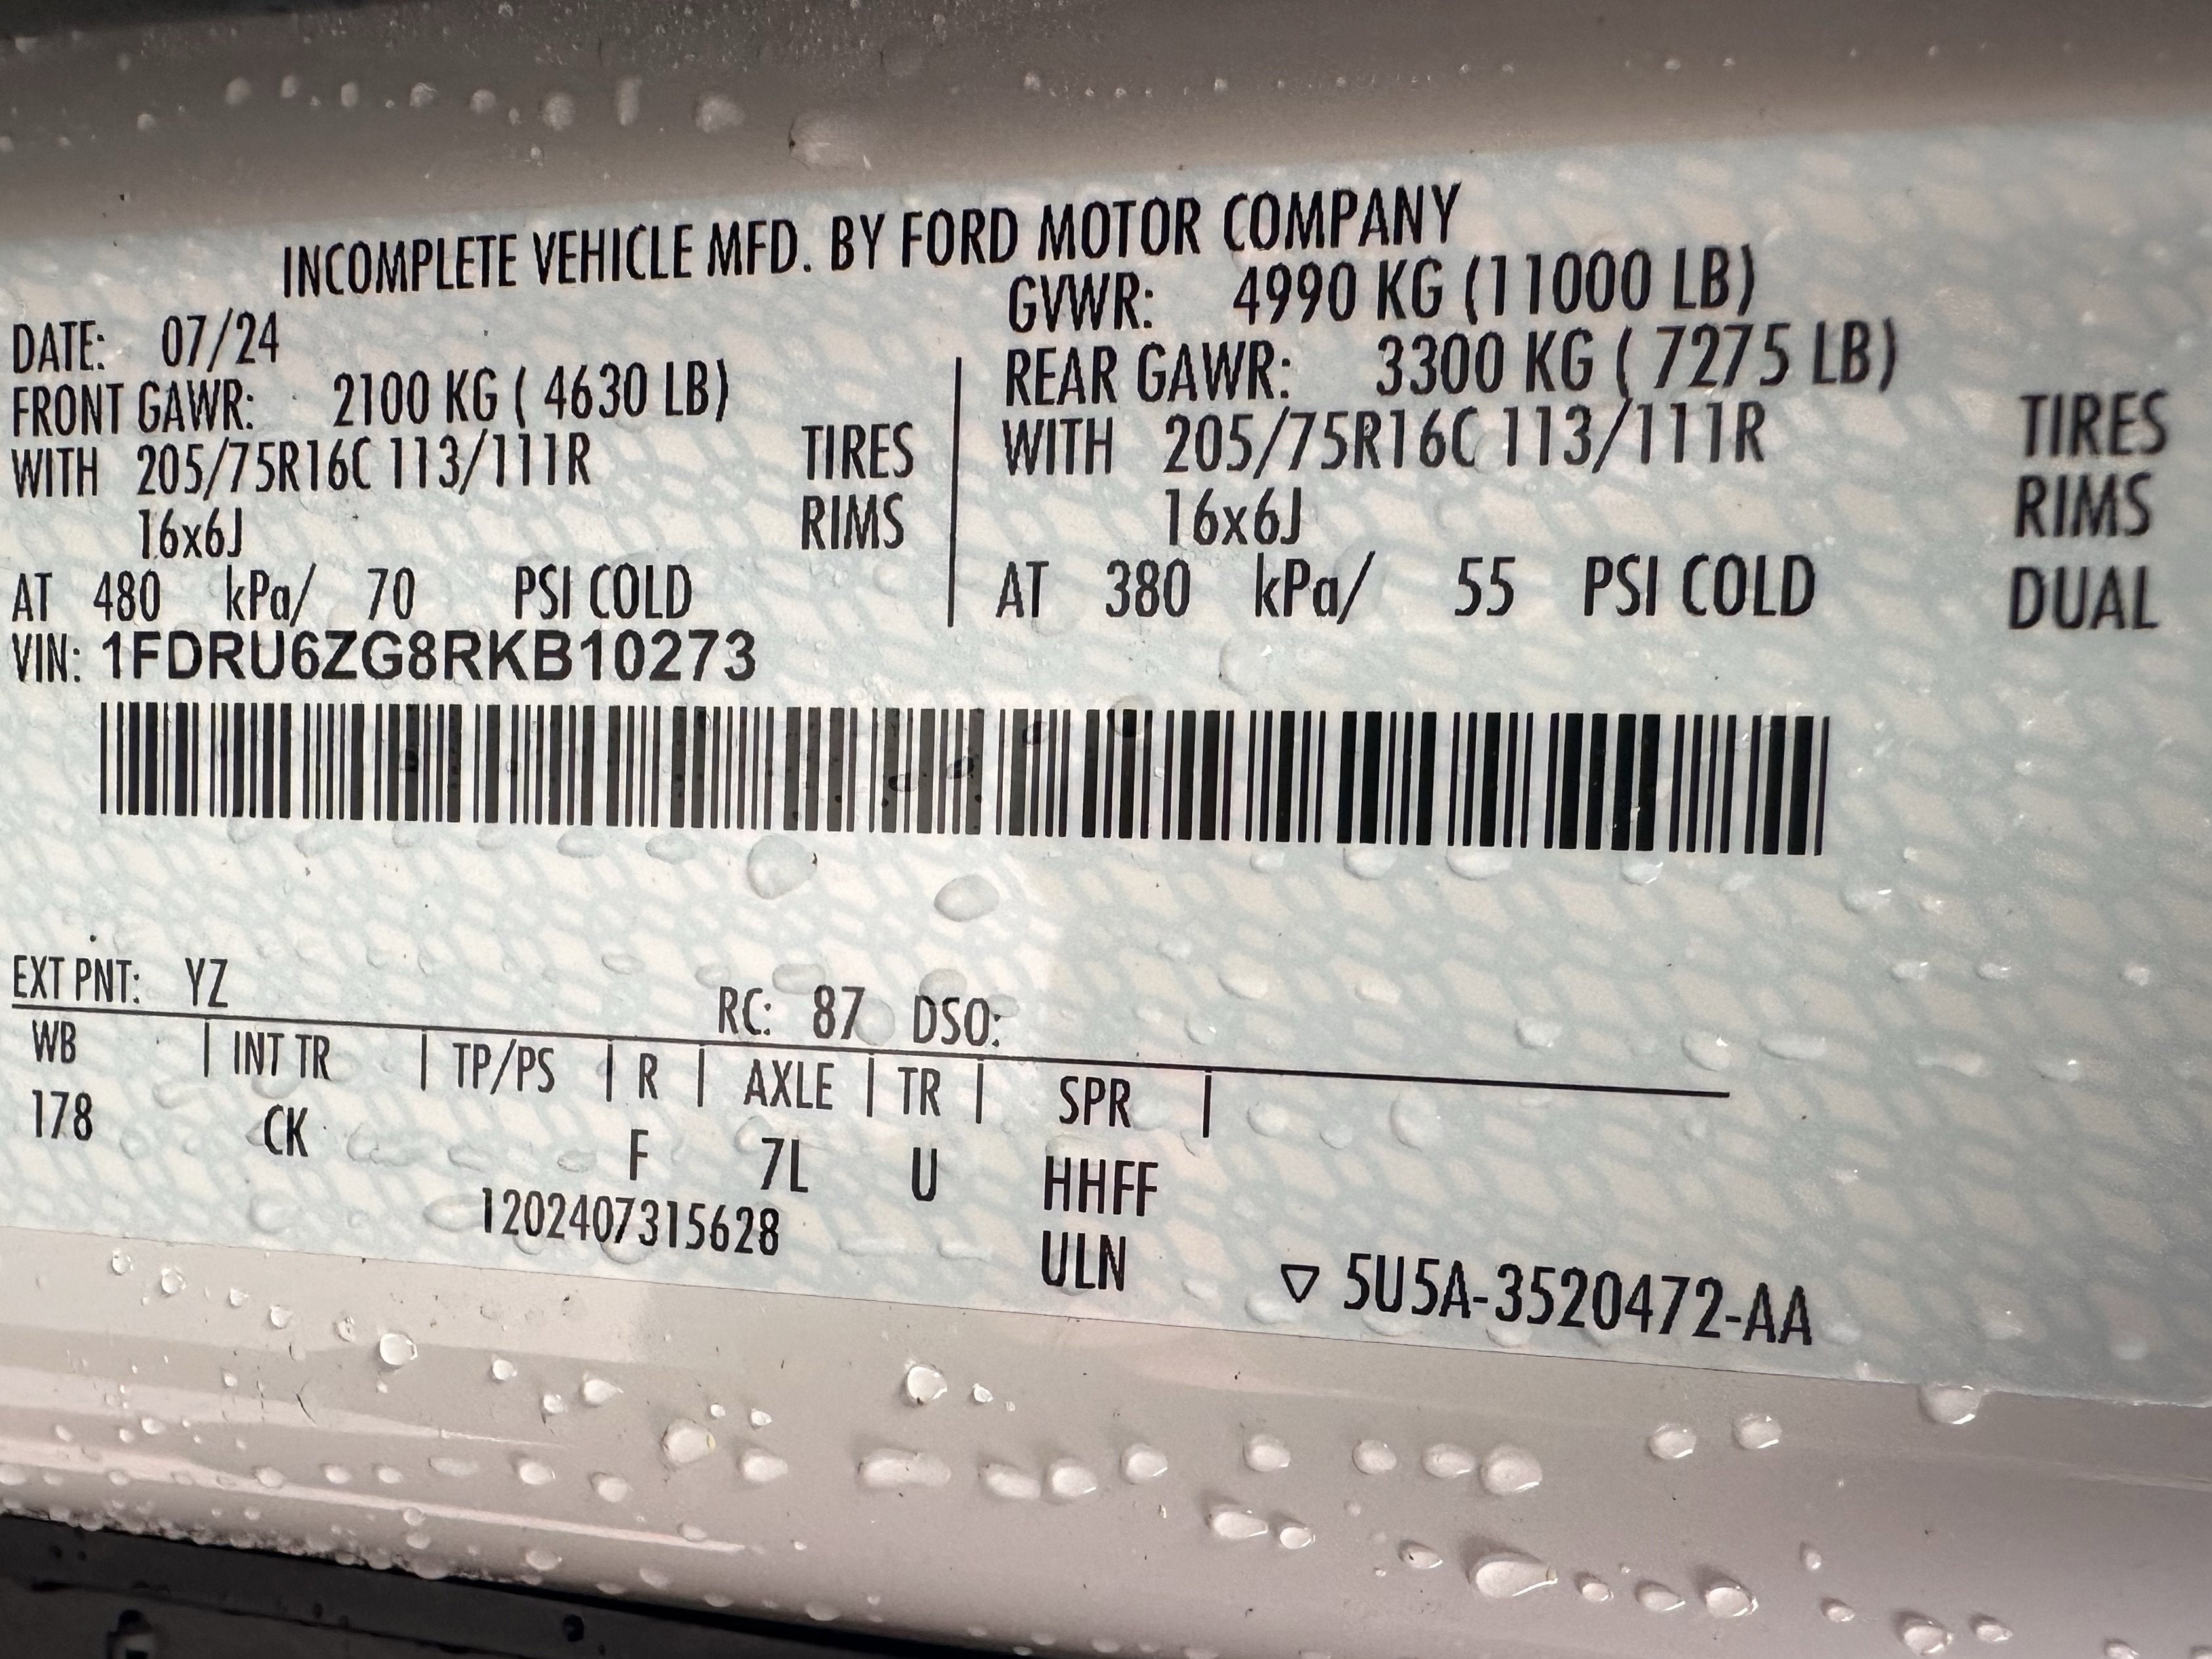 INCOMPLETE VEHICLE MFD. BY FORD MOTOR COMPANY
DATE: 07/24 GVWR: 4990 KG (11000 LB)
FRONT GAWR: 2100 KG ( 4630 LB) REAR GAWR: 3300 KG ( 7275 LB)
WITH 205/75R16C 113/111R TIRES WITH 205/75R16C 113/111R TIRES
16x6J RIMS 16x6J RIMS
AT 480 kPa/ 70 PSI COLD AT 380 kPa/ 55 PSI COLD DUAL
VIN: 1FDRU6ZG8RKB10273
EXT PNT: YZ RC: 87 DSO:
WB | INT TR | TP/PS | R | AXLE | TR | SPR |
178 CK F 7L U HHFF
1202407315628 ULN ▽ 5U5A-3520472-AA